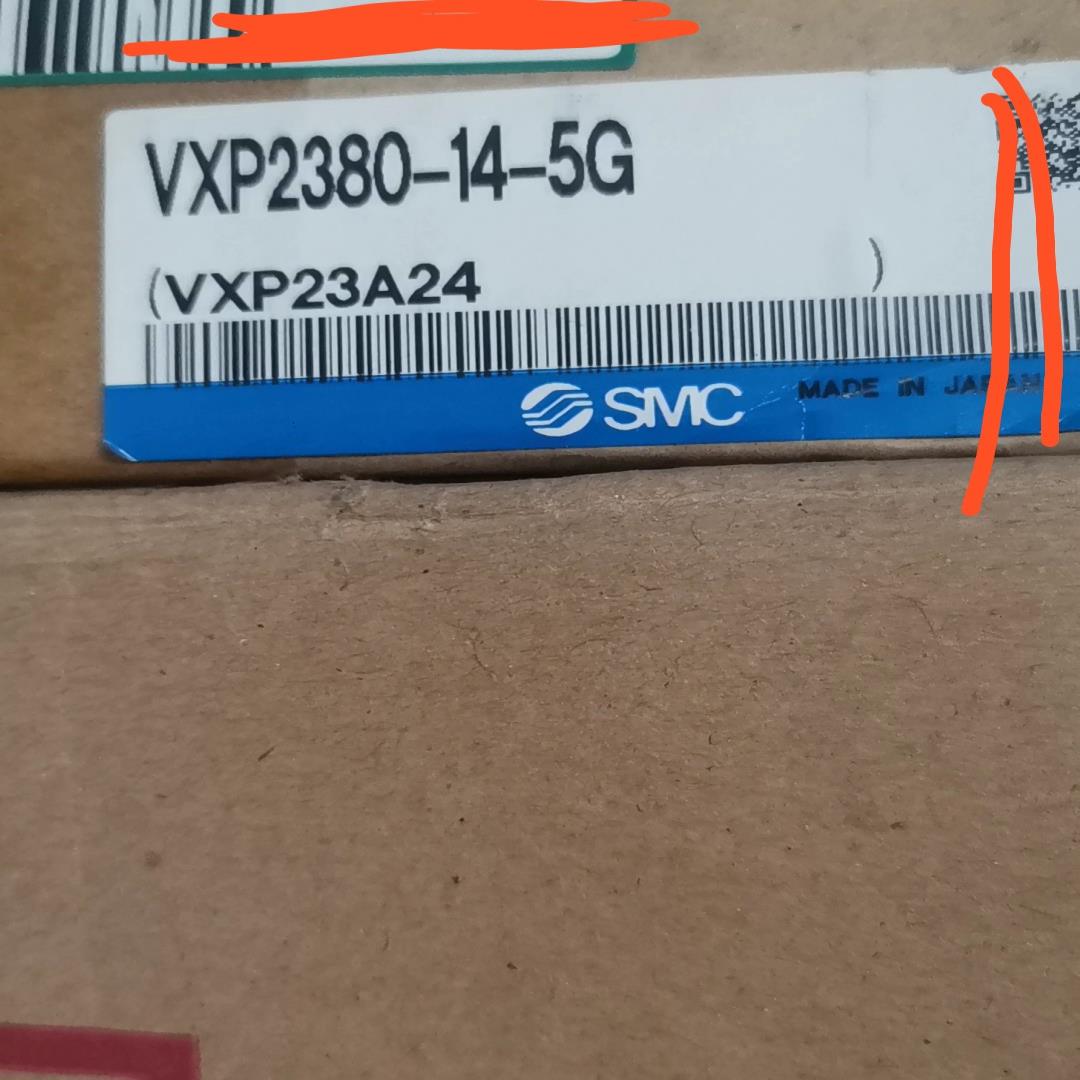 VXP2380-14-5G
(VXP23A24 )
SMC
MADE IN JAPAN